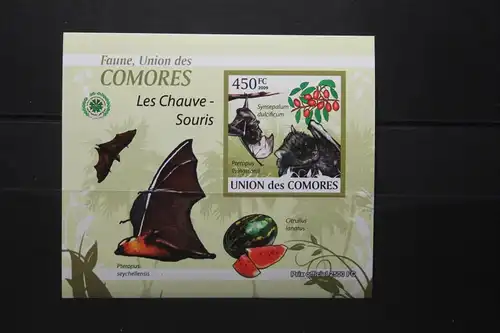 Faune, Union des
COMORES
Les Chauve -
Souris
450FC
2009
Synsepalum
dulcificum
Pteropus
livingstonii
UNION des COMORES
Pteropus
seychellensis
Citrullus
lanatus
Prix officiel 2500 FC